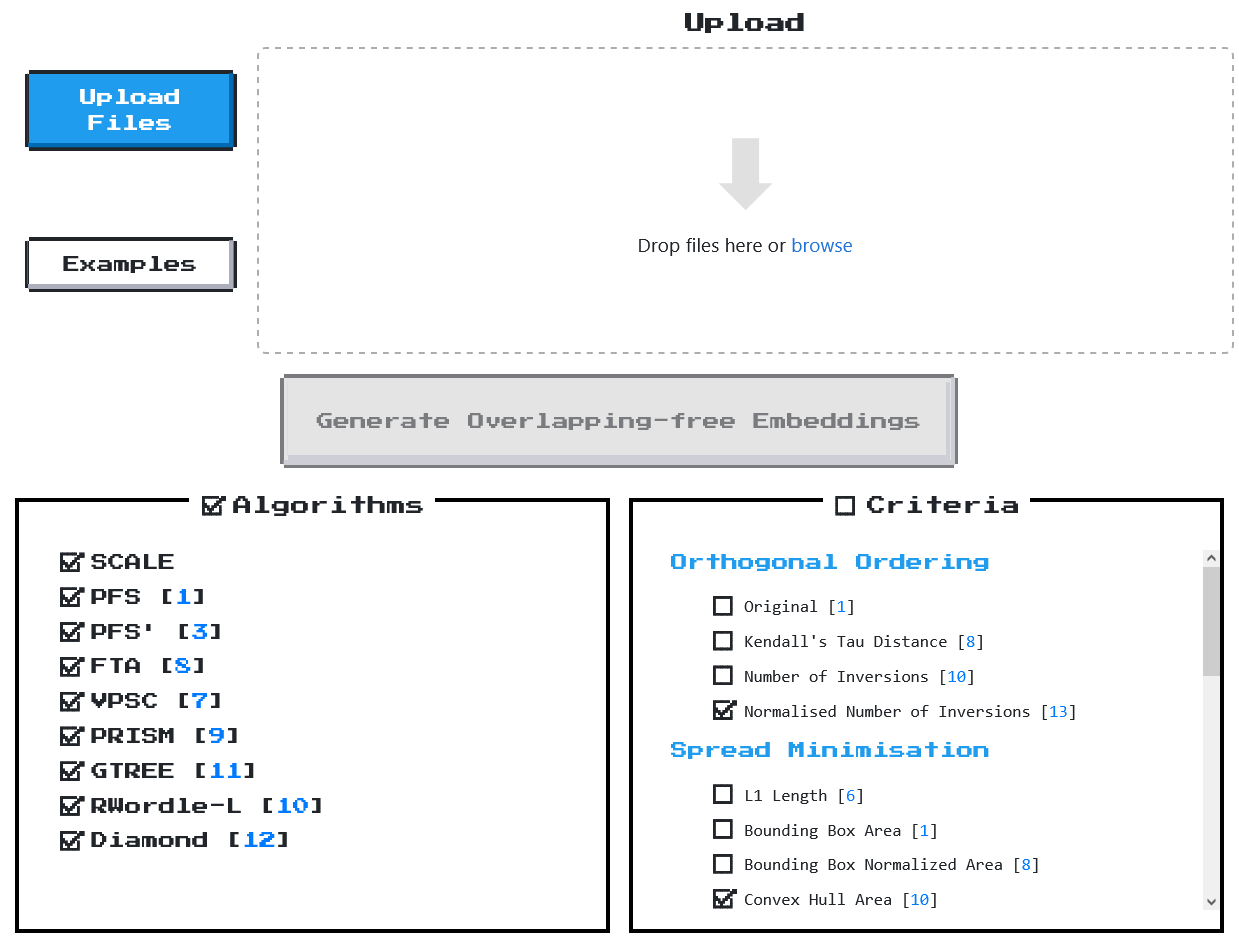 Upload
Upload
Files
Drop files here or browse
Examples
Generate Overlapping-free Embeddings
Algorithms
SCALE
PFS [1]
PFS' [3]
FTA [8]
VPSC [7]
PRISM [9]
GTREE [11]
RWordle-L [10]
Diamond [12]
Criteria
Orthogonal Ordering
Original [1]
Kendall's Tau Distance [8]
Number of Inversions [10]
Normalised Number of Inversions [13]
Spread Minimisation
L1 Length [6]
Bounding Box Area [1]
Bounding Box Normalized Area [8]
Convex Hull Area [10]